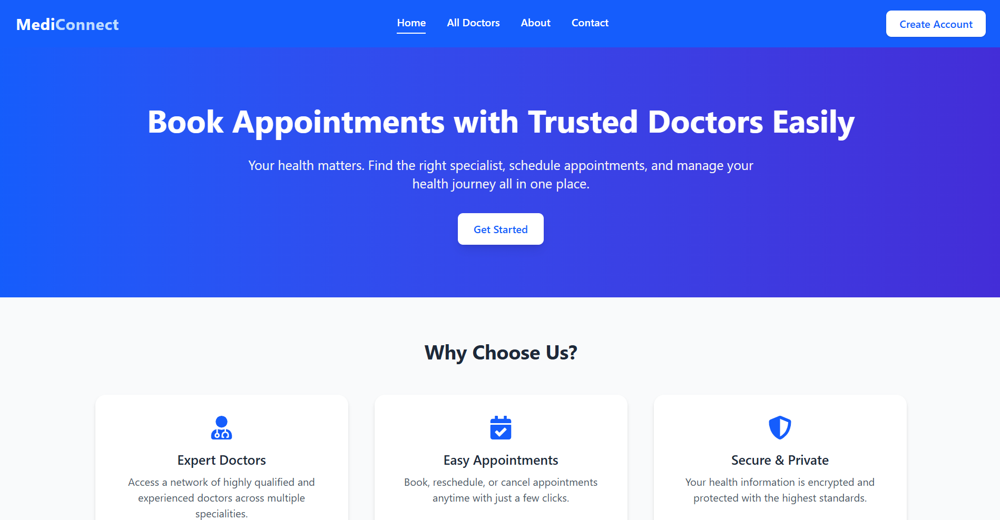 MediConnect
Home
All Doctors
About
Contact
Create Account
Book Appointments with Trusted Doctors Easily
Your health matters. Find the right specialist, schedule appointments, and manage your
health journey all in one place.
Get Started
Why Choose Us?
Expert Doctors
Access a network of highly qualified and
experienced doctors across multiple
specialities.
Easy Appointments
Book, reschedule, or cancel appointments
anytime with just a few clicks.
Secure & Private
Your health information is encrypted and
protected with the highest standards.